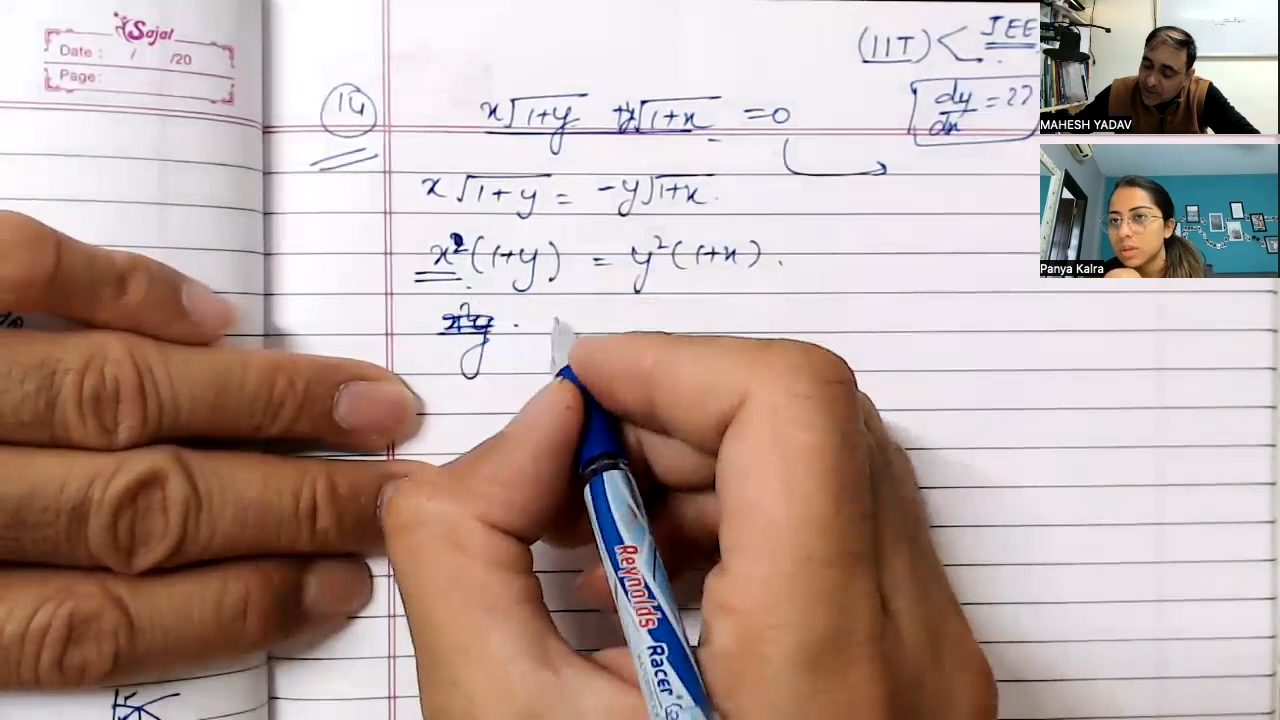 Sajal
Date : / /20
Page:
(IIT) < JEE
14
x√1+y + y√1+x = 0
dy/dx = ??
x√1+y = -y√1+x.
x²(1+y) = y²(1+x).
MAHESH YADAV
Panya Kalra
Reynolds Racer